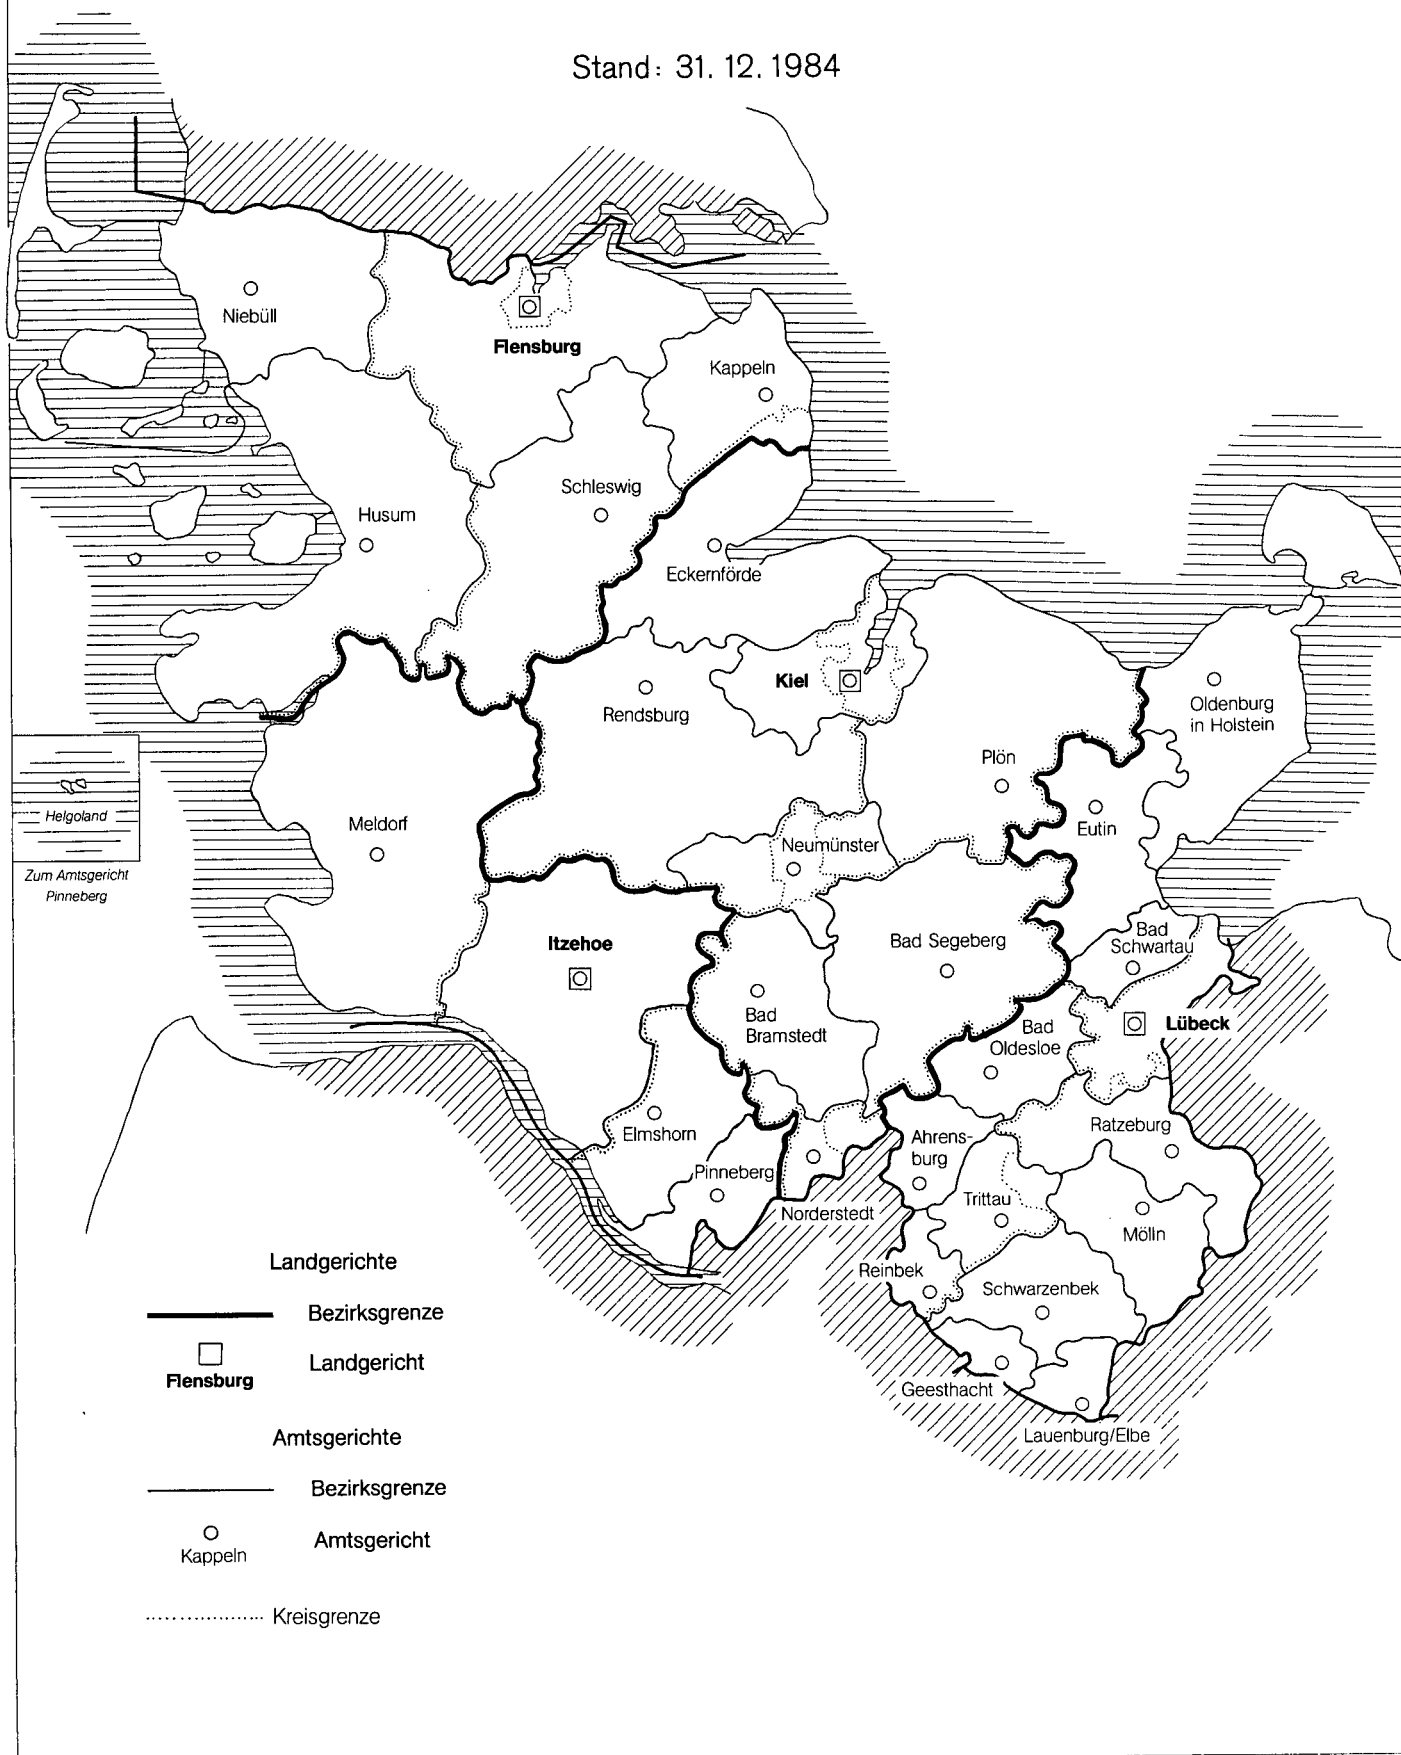 Stand: 31. 12. 1984
Niebüll
Flensburg
Kappeln
Schleswig
Husum
Eckernförde
Kiel
Rendsburg
Oldenburg
in Holstein
Plön
Helgoland
Zum Amtsgericht
Pinneberg
Meldorf
Eutin
Neumünster
Itzehoe
Bad Segeberg
Bad
Schwartau
Bad
Bramstedt
Bad
Oldesloe
Lübeck
Elmshorn
Ahrens-
burg
Ratzeburg
Pinneberg
Norderstedt
Trittau
Mölln
Reinbek
Schwarzenbek
Geesthacht
Lauenburg/Elbe
Landgerichte
Bezirksgrenze
Landgericht
Flensburg
Amtsgerichte
Bezirksgrenze
Amtsgericht
Kappeln
Kreisgrenze